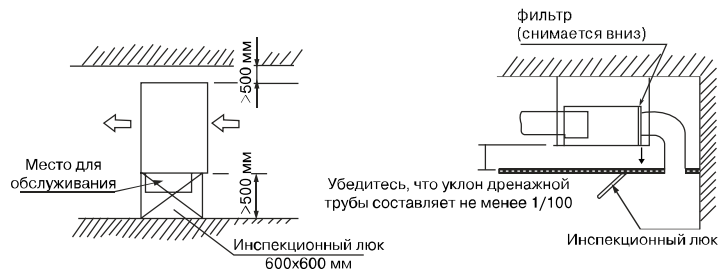 >500 мм
Место для
обслуживания
>500 мм
Инспекционный люк
600х600 мм
фильтр
(снимается вниз)
Убедитесь, что уклон дренажной
трубы составляет не менее 1/100
Инспекционный люк